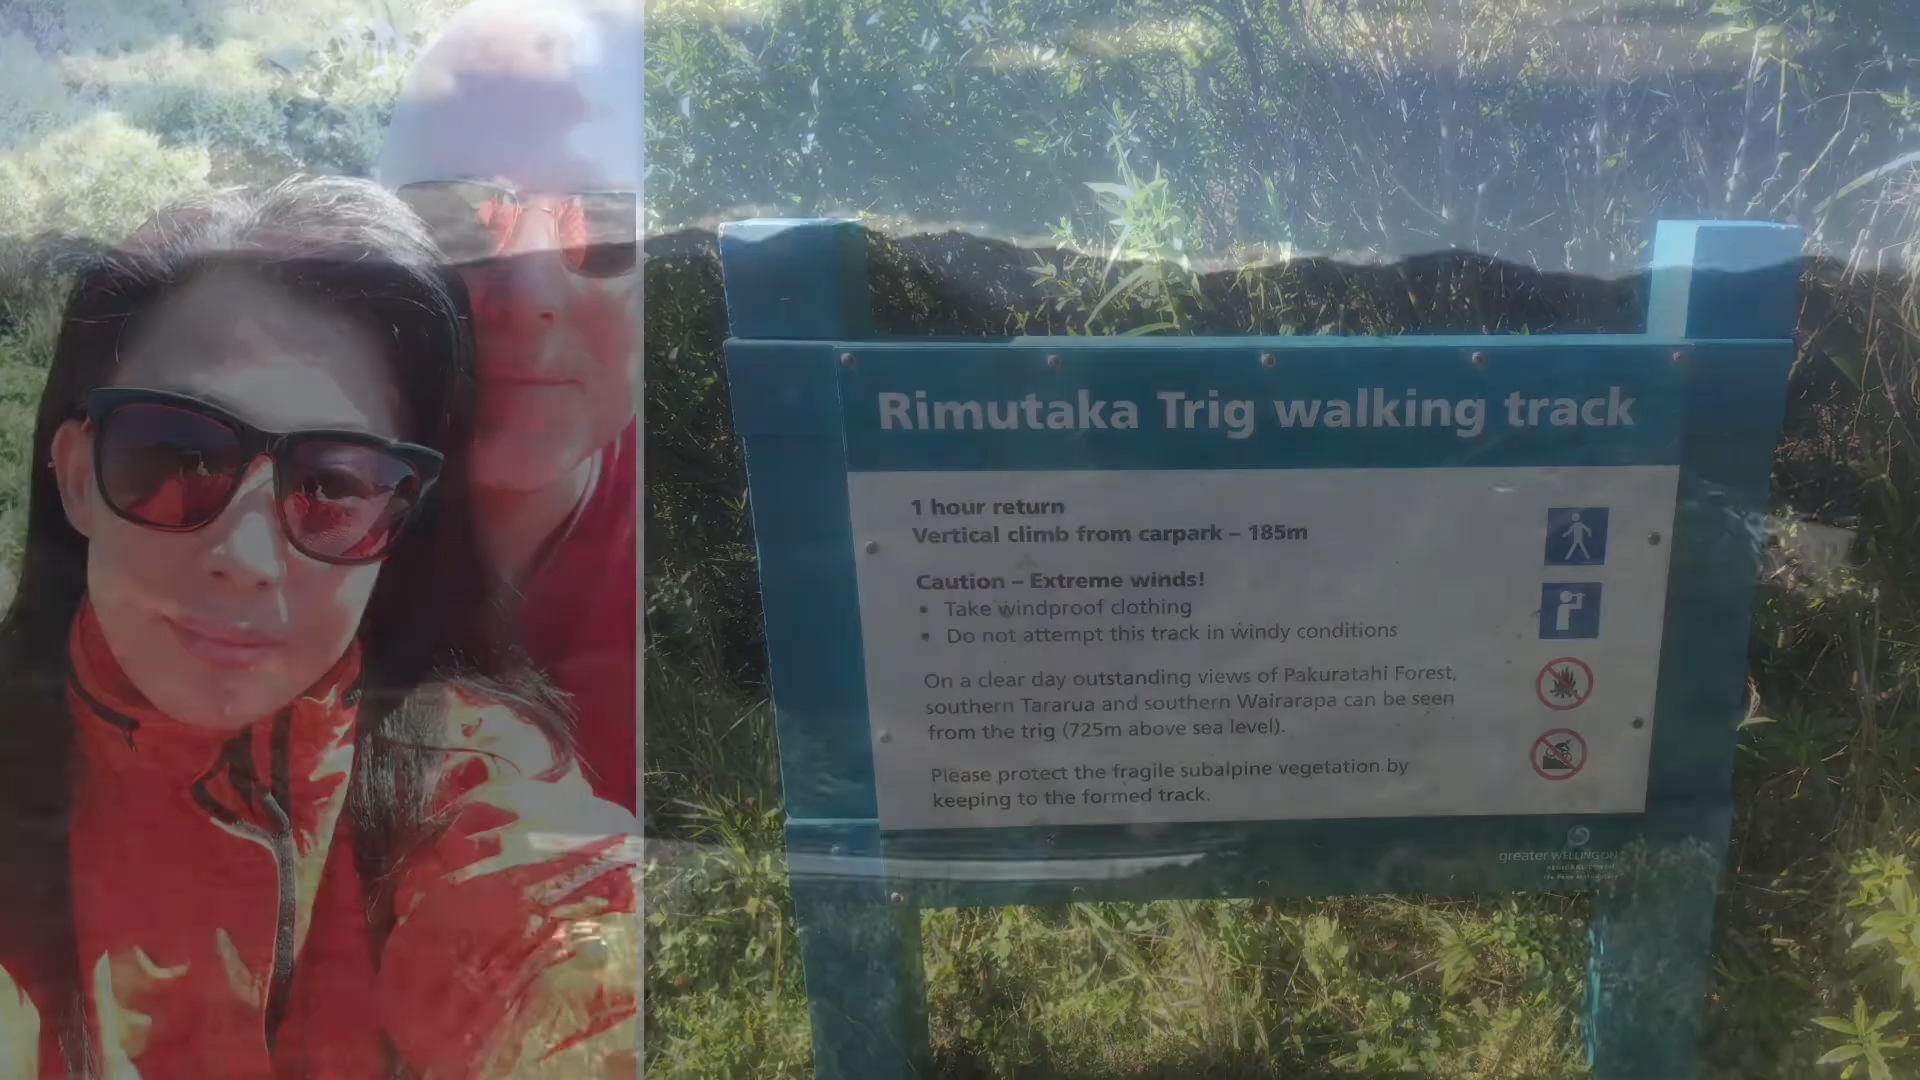 Rimutaka Trig walking track
1 hour return
Vertical climb from carpark – 185m
Caution – Extreme winds!
• Take windproof clothing
• Do not attempt this track in windy conditions
On a clear day outstanding views of Pakuratahi Forest,
southern Tararua and southern Wairarapa can be seen
from the trig (725m above sea level).
Please protect the fragile subalpine vegetation by
keeping to the formed track.
greater WELLINGTON